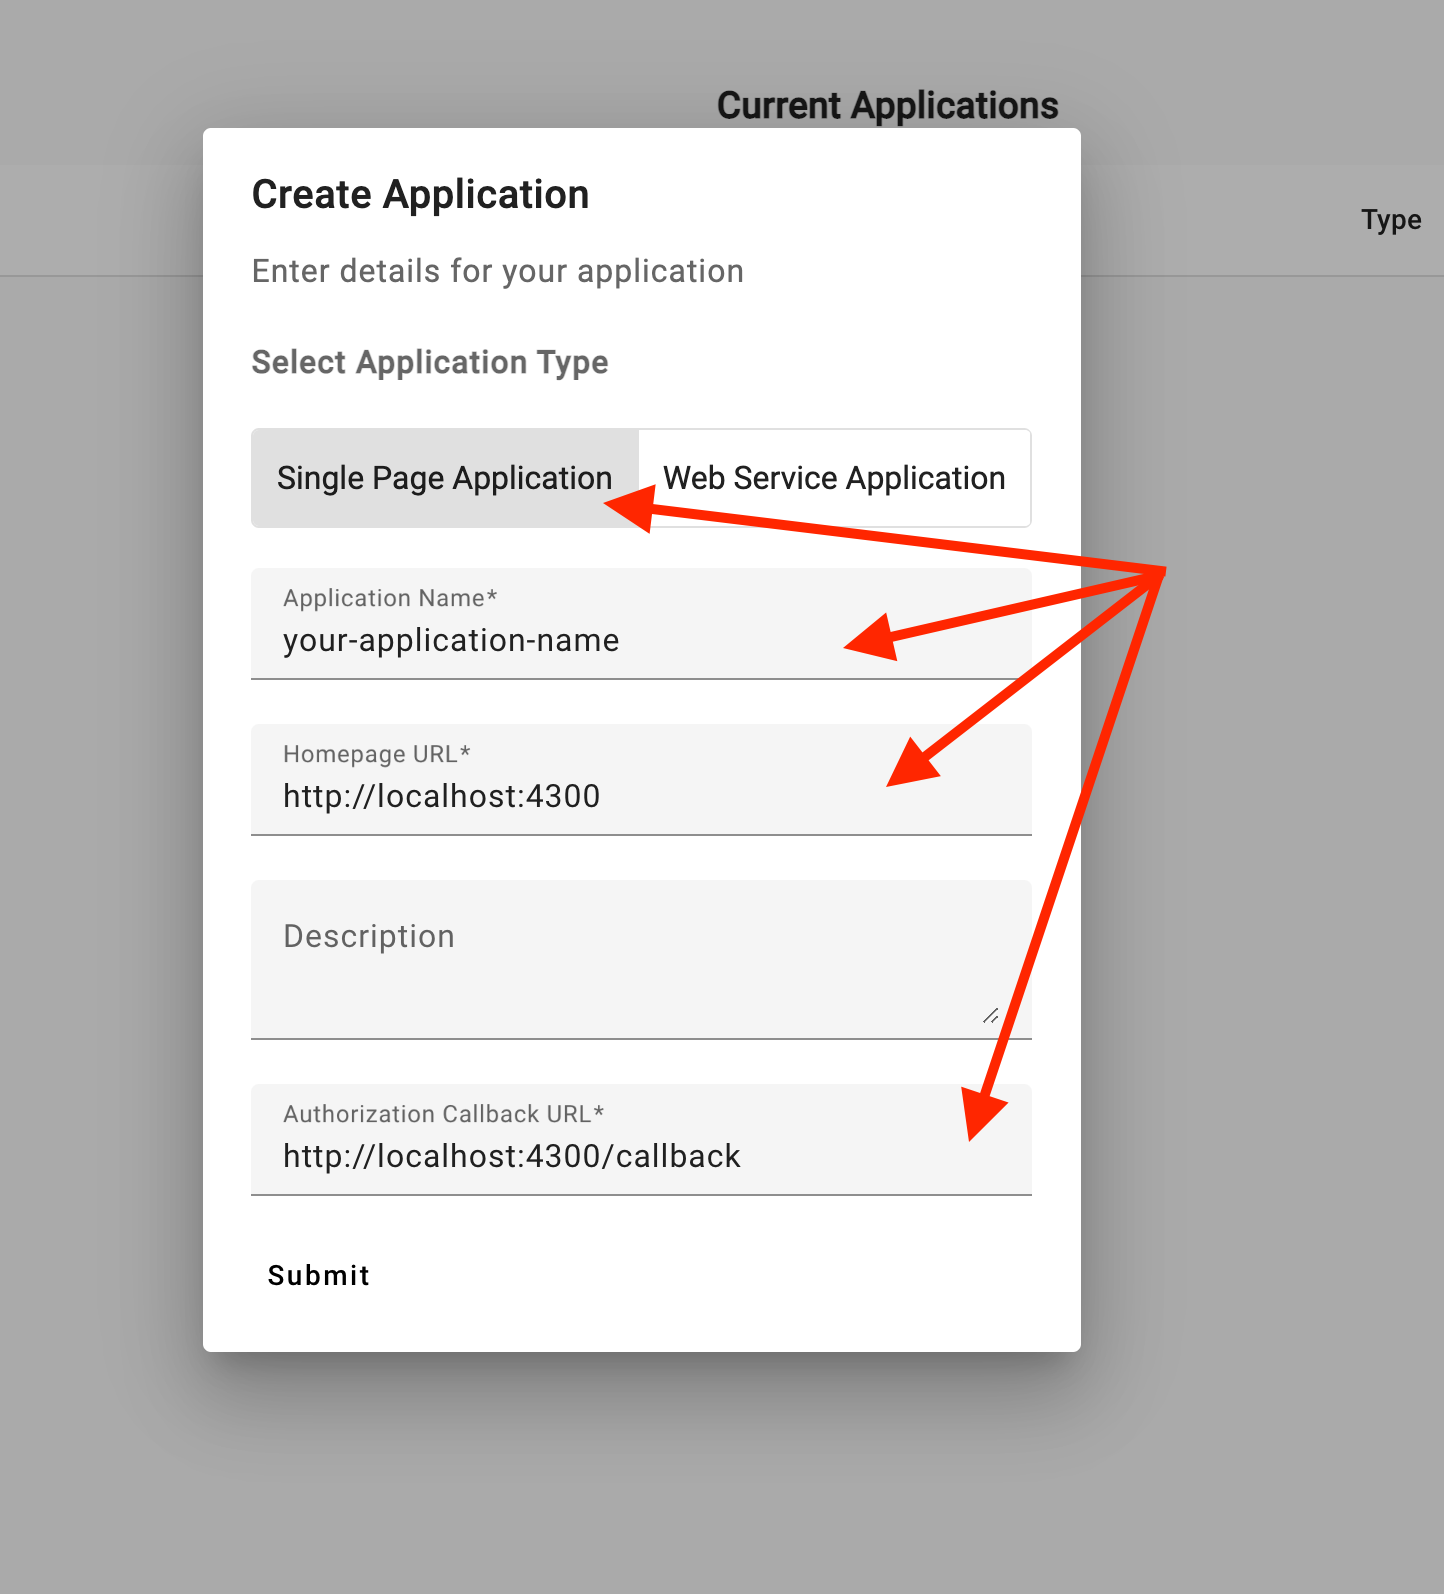 Current Applications
Type
Create Application
Enter details for your application
Select Application Type
Single Page Application
Web Service Application
Application Name*
your-application-name
Homepage URL*
http://localhost:4300
Description
Authorization Callback URL*
http://localhost:4300/callback
Submit